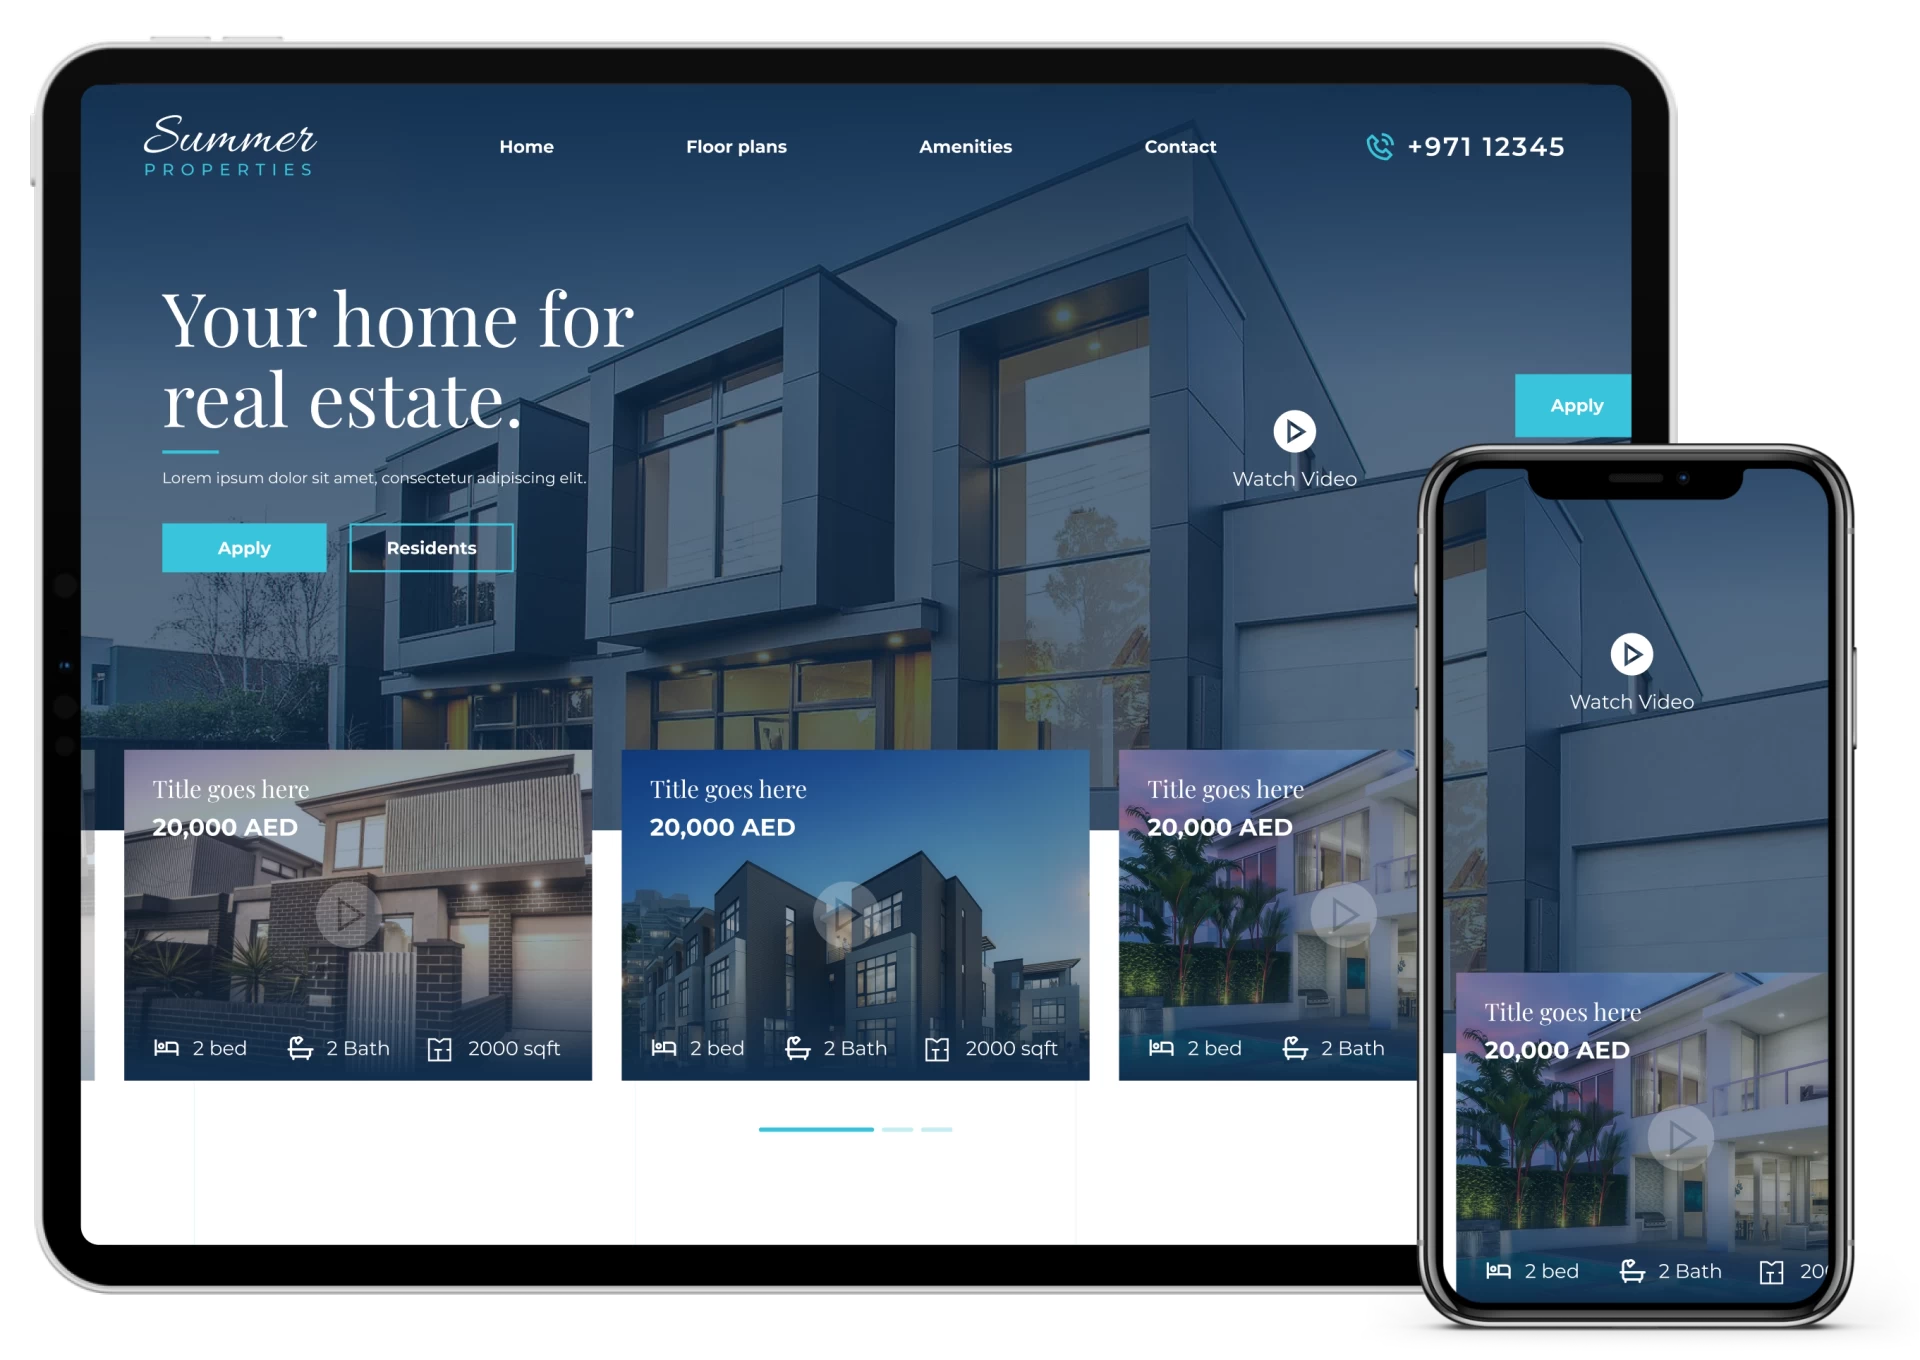 Summer
PROPERTIES
Home
Floor plans
Amenities
Contact
+971 12345
Your home for
real estate.
Lorem ipsum dolor sit amet, consectetur adipiscing elit.
Apply
Residents
Watch Video
Apply
Title goes here
20,000 AED
2 bed
2 Bath
2000 sqft
Title goes here
20,000 AED
2 bed
2 Bath
2000 sqft
Title goes here
20,000 AED
2 bed
2 Bath
Watch Video
Title goes here
20,000 AED
2 bed
2 Bath